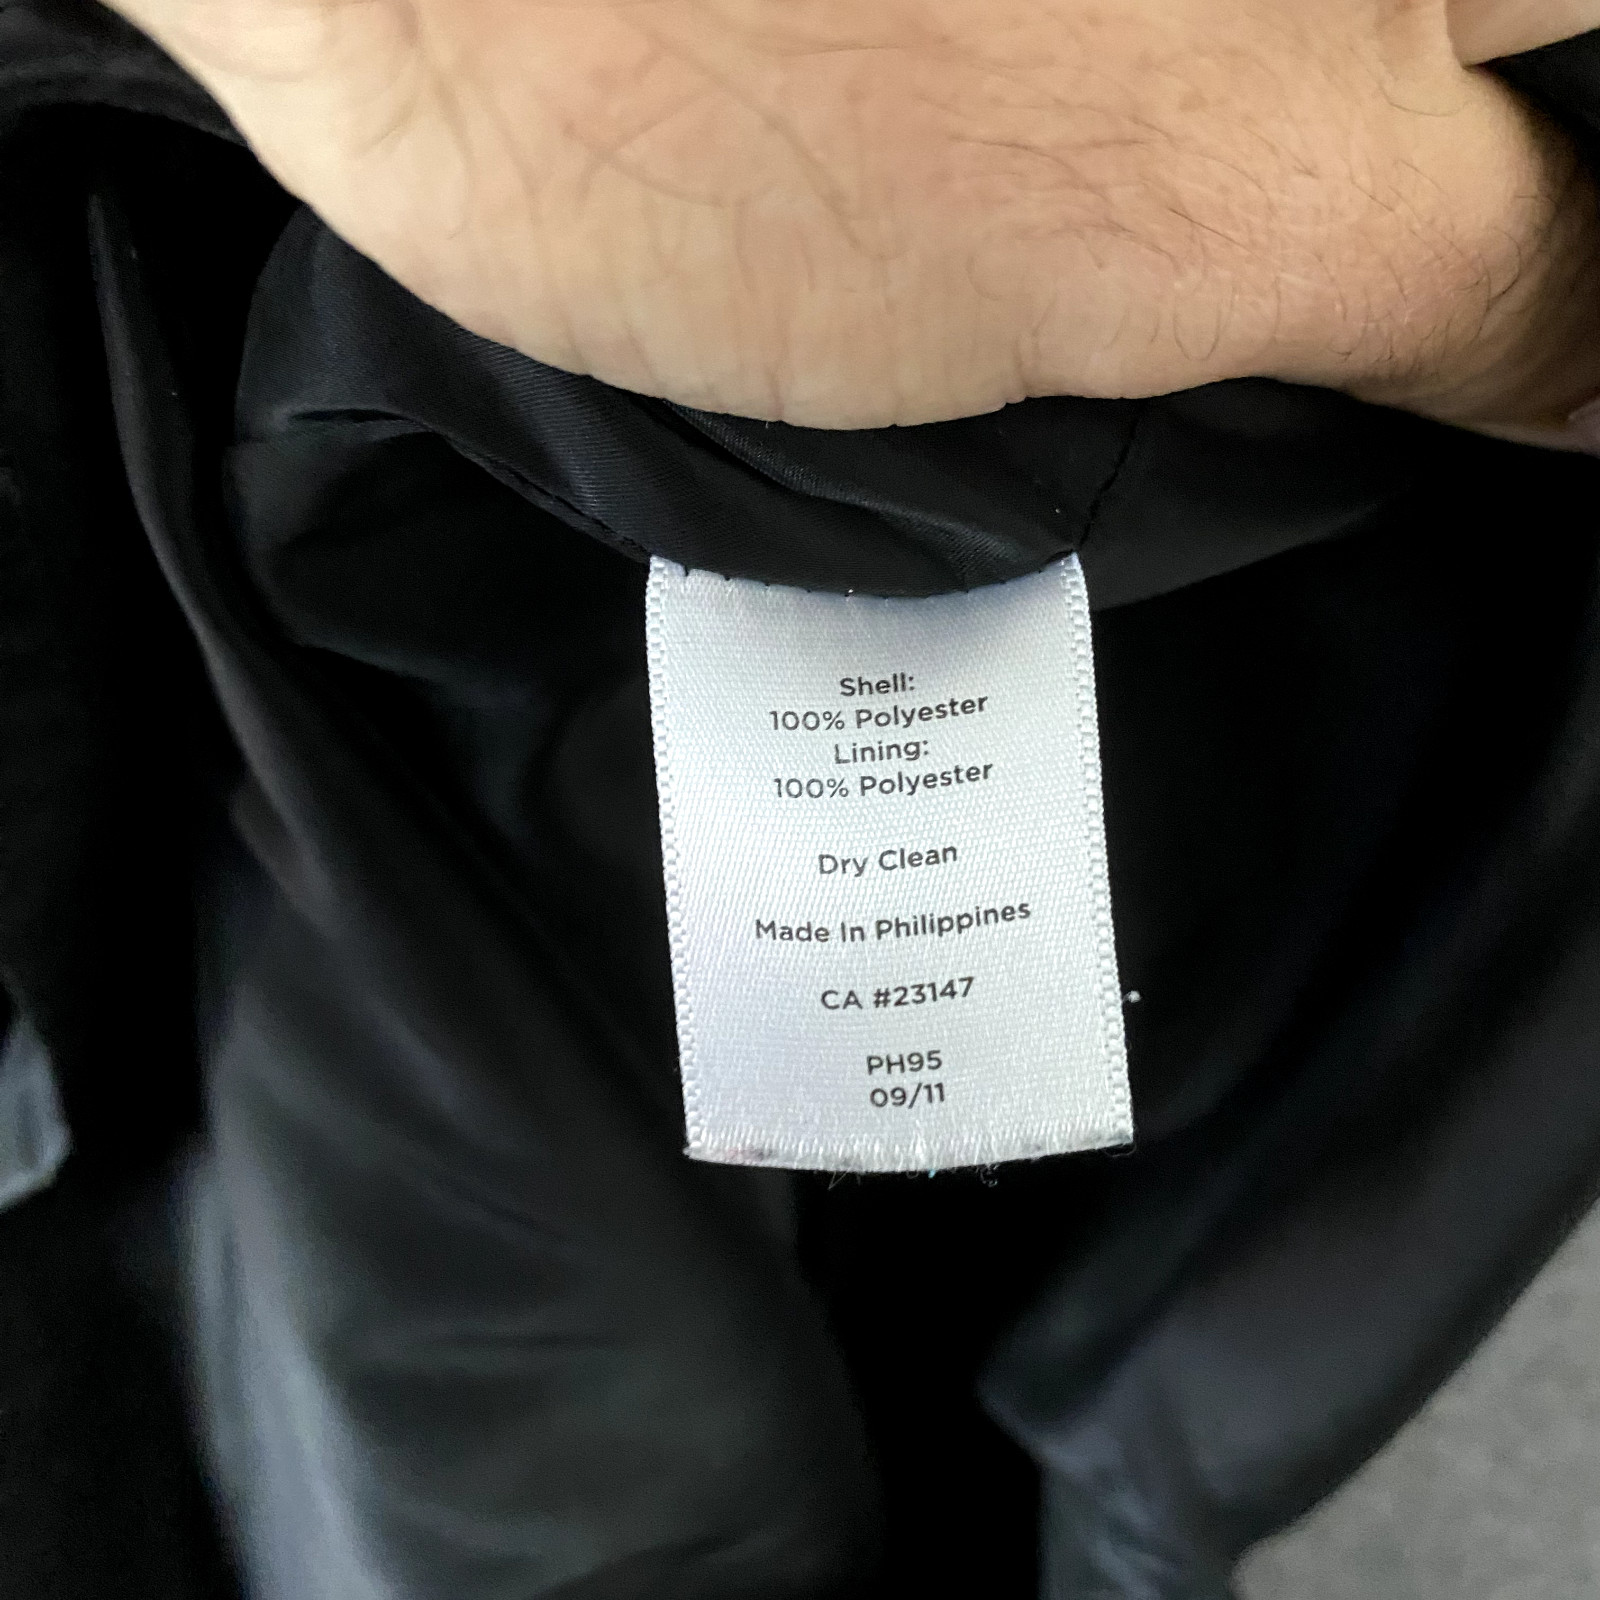 Shell:
100% Polyester
Lining:
100% Polyester
Dry Clean
Made In Philippines
CA #23147
PH95
09/11